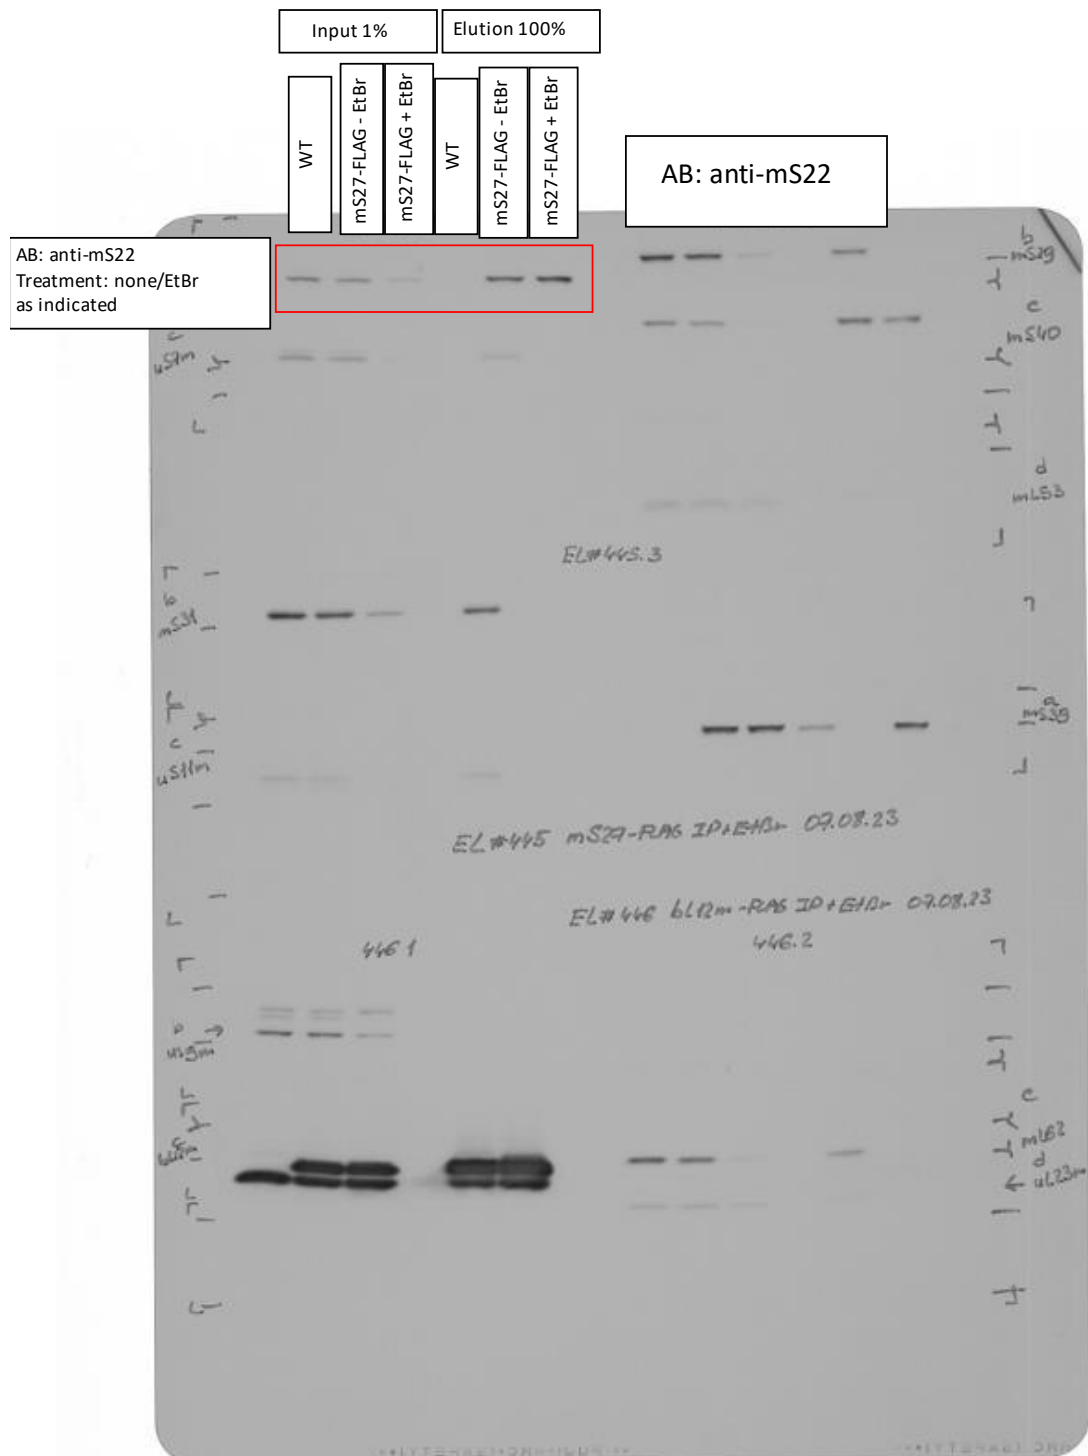 Input 1%
Elution 100%
WT
mS27-FLAG - EtBr
mS27-FLAG + EtBr
WT
mS27-FLAG - EtBr
mS27-FLAG + EtBr
AB: anti-mS22
AB: anti-mS22
Treatment: none/EtBr
as indicated
b
mS29
c
mS40
c
uS7m
d
mL53
EL#445.3
b
mS31
a
mS39
c
uS11m
EL#445 mS27-FLAG IP+EtBr 07.08.23
EL#446 bL12m-FLAG IP+EtBr 07.08.23
446.1
446.2
b
c
mL62
d
uL23m